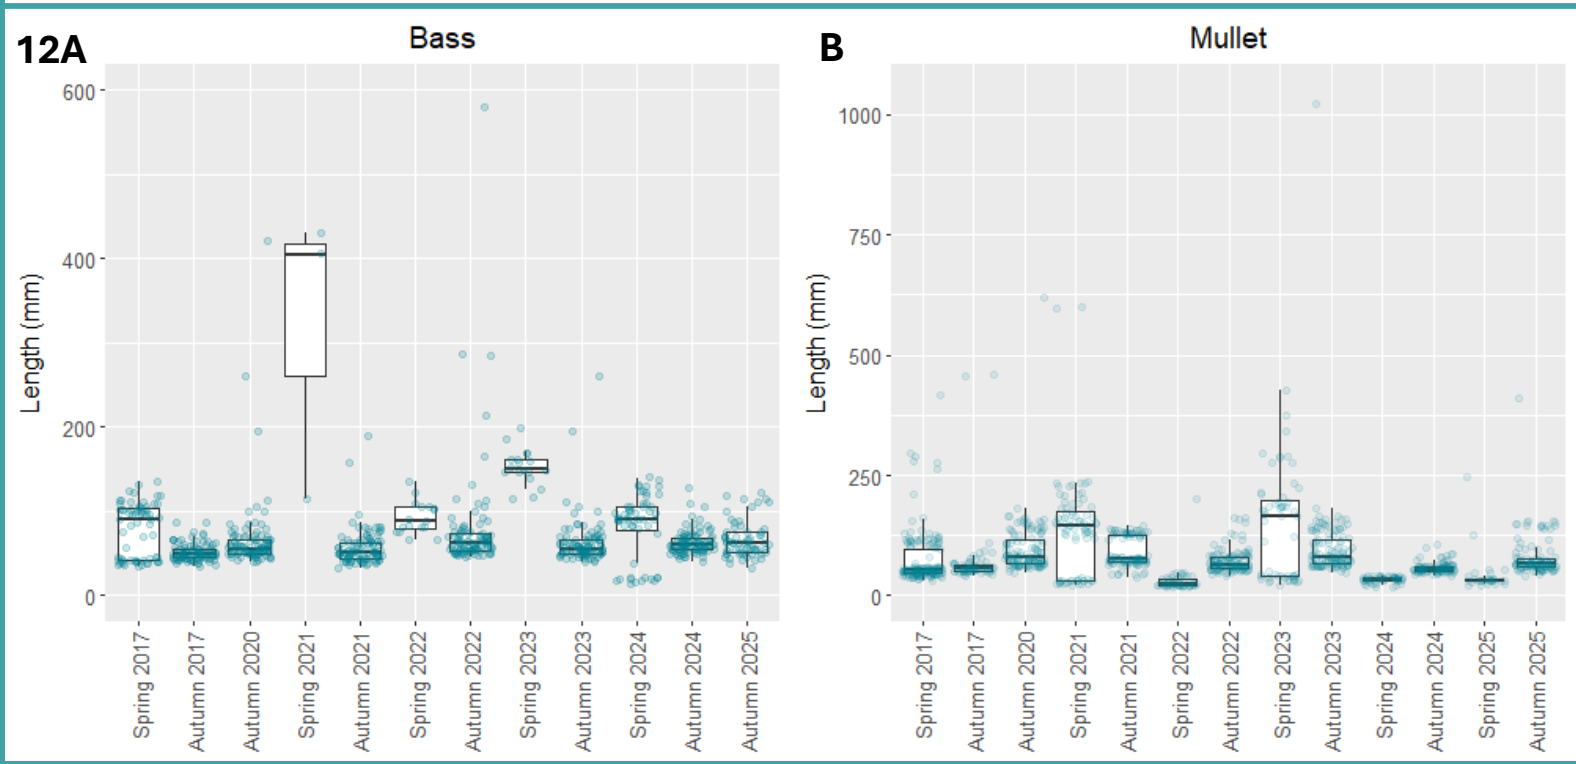 12A
Bass
600
400
200
0
Length (mm)
Spring 2017
Autumn 2017
Autumn 2020
Spring 2021
Autumn 2021
Spring 2022
Autumn 2022
Spring 2023
Autumn 2023
Spring 2024
Autumn 2024
Autumn 2025
B
Mullet
1000
750
500
250
0
Length (mm)
Spring 2017
Autumn 2017
Autumn 2020
Spring 2021
Autumn 2021
Spring 2022
Autumn 2022
Spring 2023
Autumn 2023
Spring 2024
Autumn 2024
Spring 2025
Autumn 2025